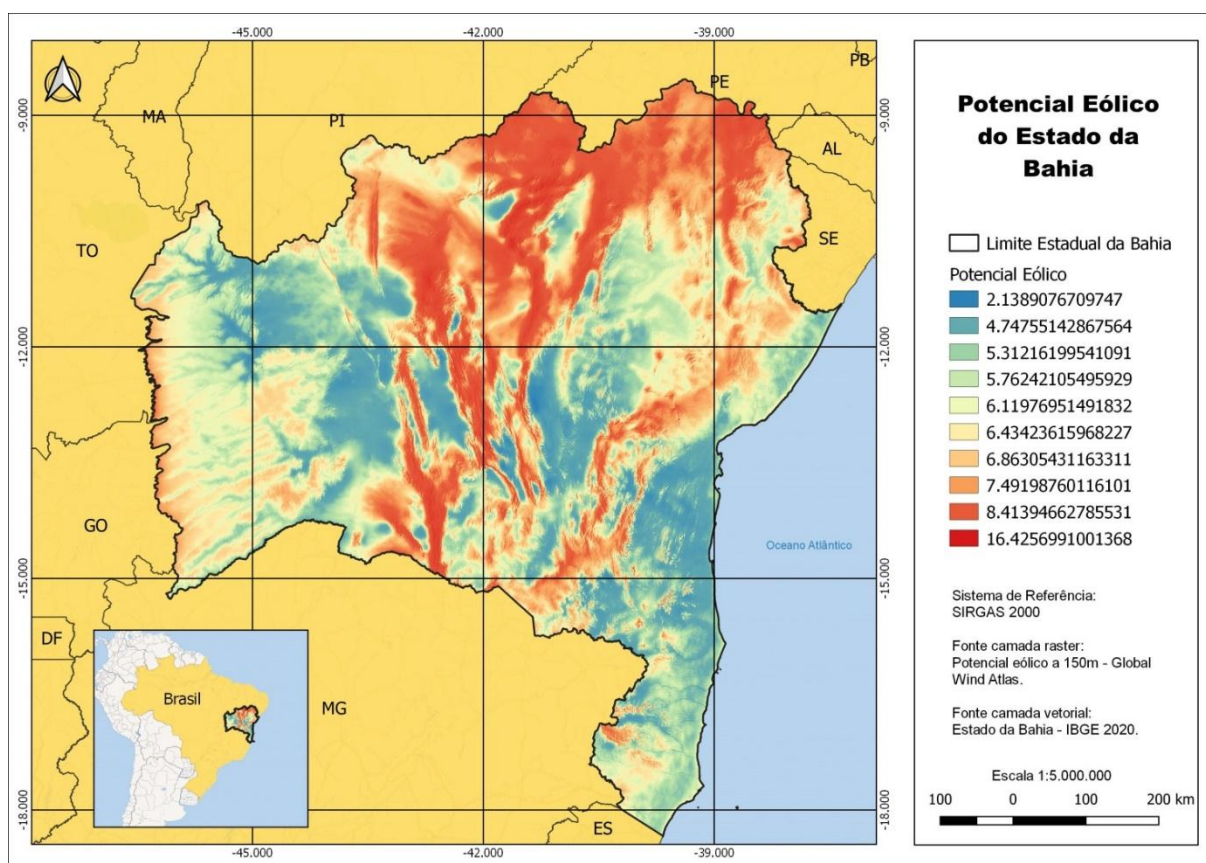 -45.000
-42.000
-39.000
PB
PE
-9.000
-9.000
MA
PI
AL
TO
SE
-12.000
-12.000
GO
Oceano Atlântico
-15.000
-15.000
DF
Brasil
MG
-18.000
-18.000
ES
-45.000
-42.000
-39.000
Potencial Eólico
do Estado da
Bahia
Limite Estadual da Bahia
Potencial Eólico
2.1389076709747
4.74755142867564
5.31216199541091
5.76242105495929
6.11976951491832
6.43423615968227
6.86305431163311
7.49198760116101
8.41394662785531
16.4256991001368
Sistema de Referência:
SIRGAS 2000
Fonte camada raster:
Potencial eólico a 150m - Global
Wind Atlas.
Fonte camada vetorial:
Estado da Bahia - IBGE 2020.
Escala 1:5.000.000
100 0 100 200 km